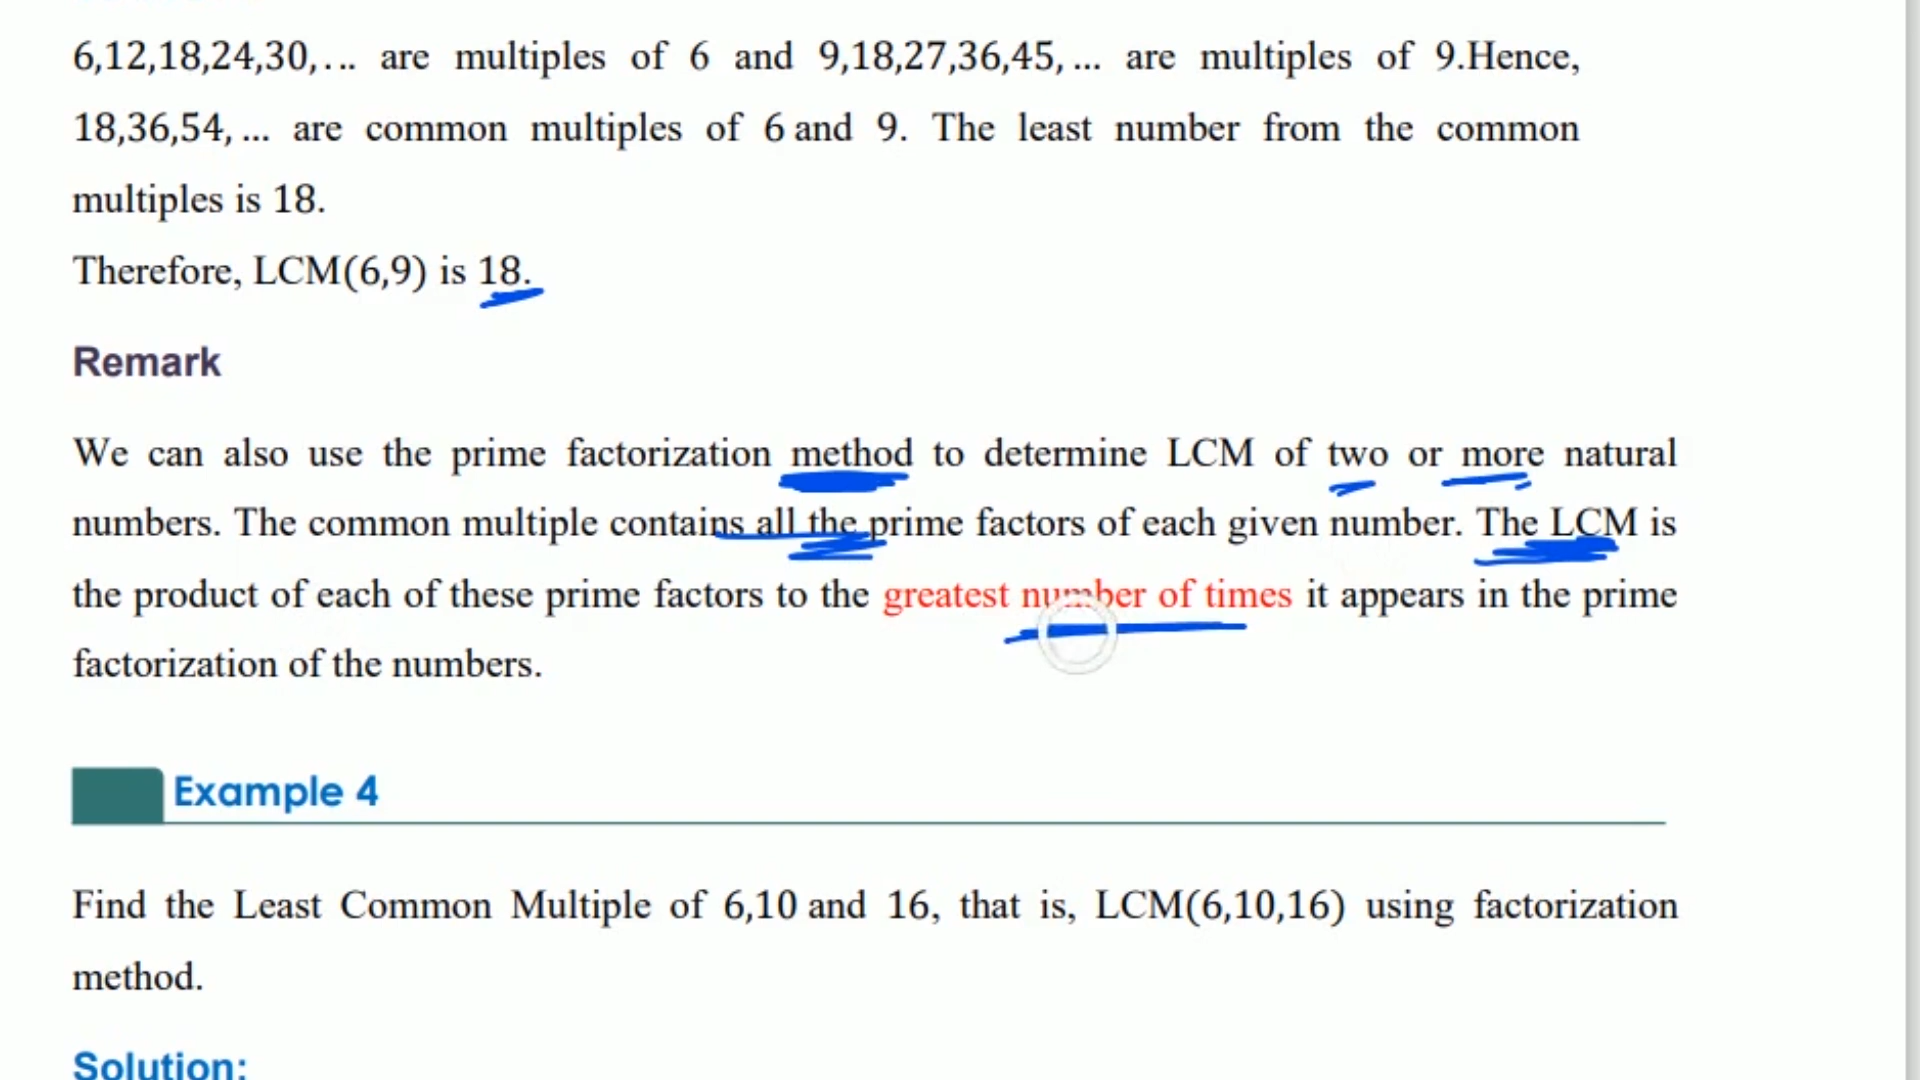 6,12,18,24,30,… are multiples of 6 and 9,18,27,36,45, … are multiples of 9.Hence,
18,36,54, … are common multiples of 6 and 9. The least number from the common
multiples is 18.
Therefore, LCM(6,9) is 18.
Remark
We can also use the prime factorization method to determine LCM of two or more natural
numbers. The common multiple contains all the prime factors of each given number. The LCM is
the product of each of these prime factors to the greatest number of times it appears in the prime
factorization of the numbers.
Example 4
Find the Least Common Multiple of 6,10 and 16, that is, LCM(6,10,16) using factorization
method.
Solution: